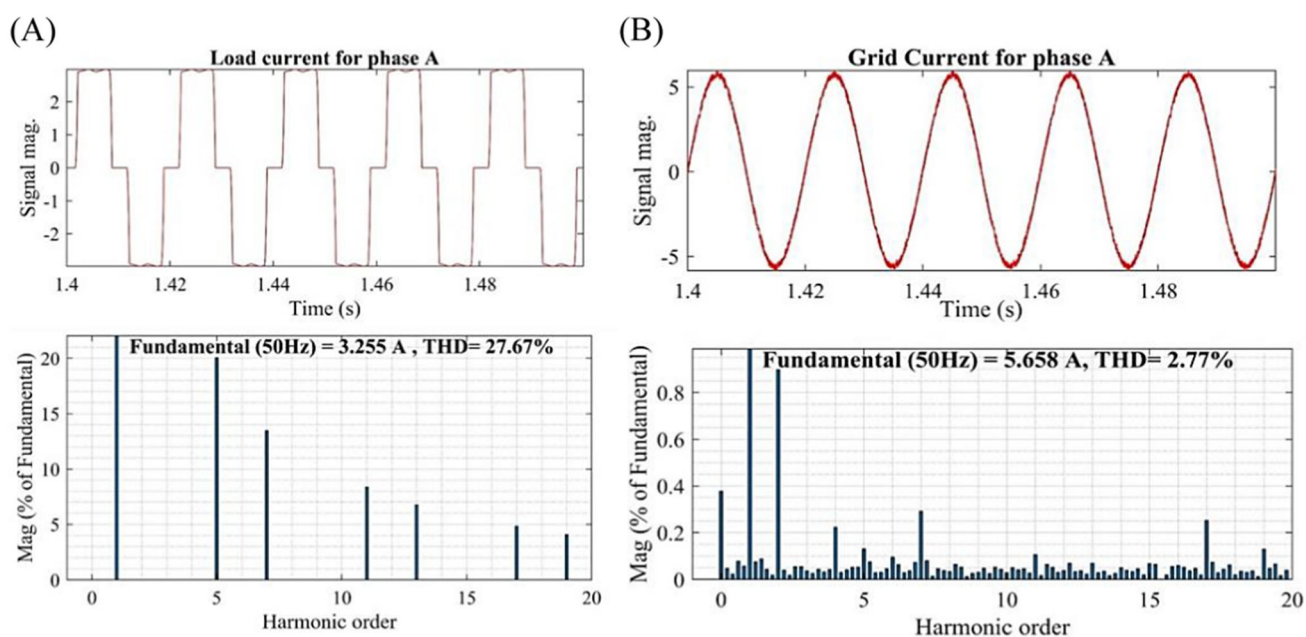 (A)
Load current for phase A
Signal mag.
2
1
0
-1
-2
1.4 1.42 1.44 1.46 1.48
Time (s)
Fundamental (50Hz) = 3.255 A , THD= 27.67%
Mag (% of Fundamental)
20
15
10
5
0
0 5 10 15 20
Harmonic order
(B)
Grid Current for phase A
Signal mag.
5
0
-5
1.4 1.42 1.44 1.46 1.48
Time (s)
Fundamental (50Hz) = 5.658 A, THD= 2.77%
Mag (% of Fundamental)
0.8
0.6
0.4
0.2
0
0 5 10 15 20
Harmonic order